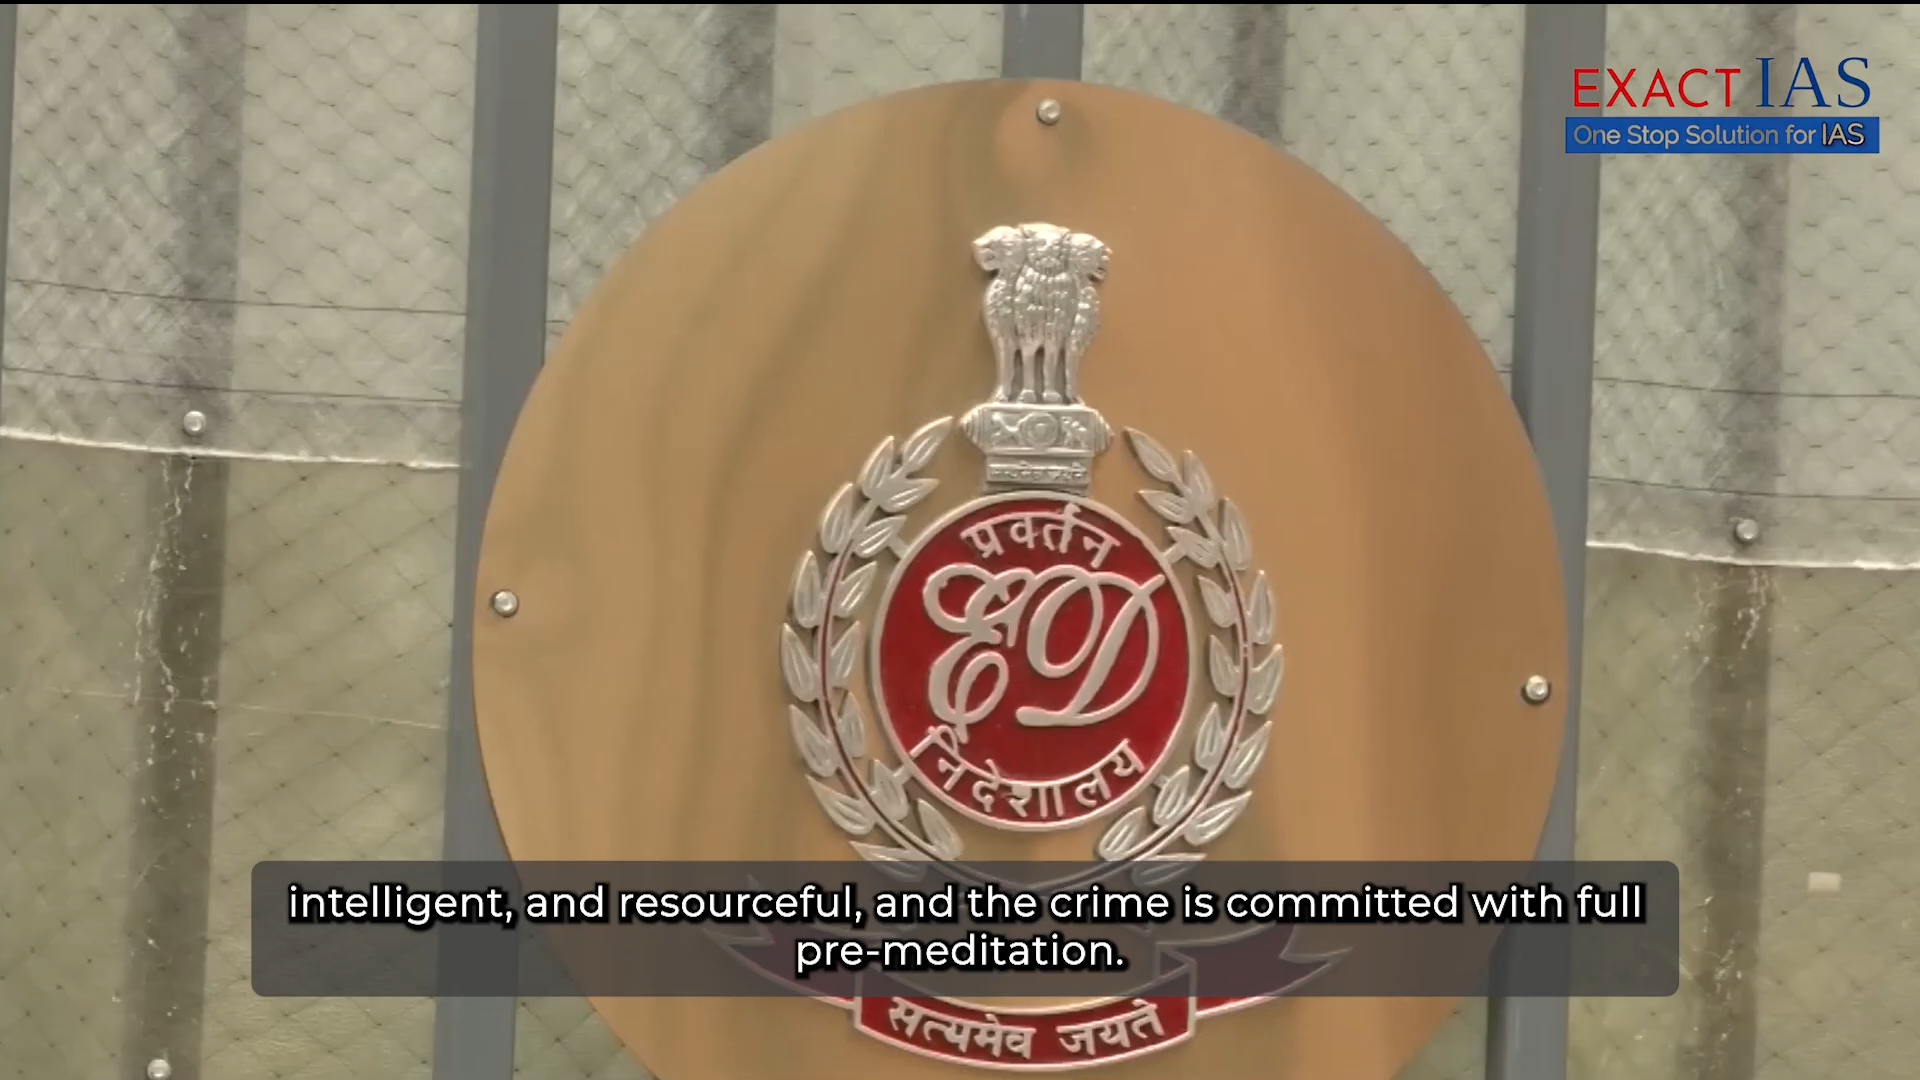 EXACT IAS
One Stop Solution for IAS
प्रवर्तन
ED
निदेशालय
intelligent, and resourceful, and the crime is committed with full
pre-meditation.
सत्यमेव जयते